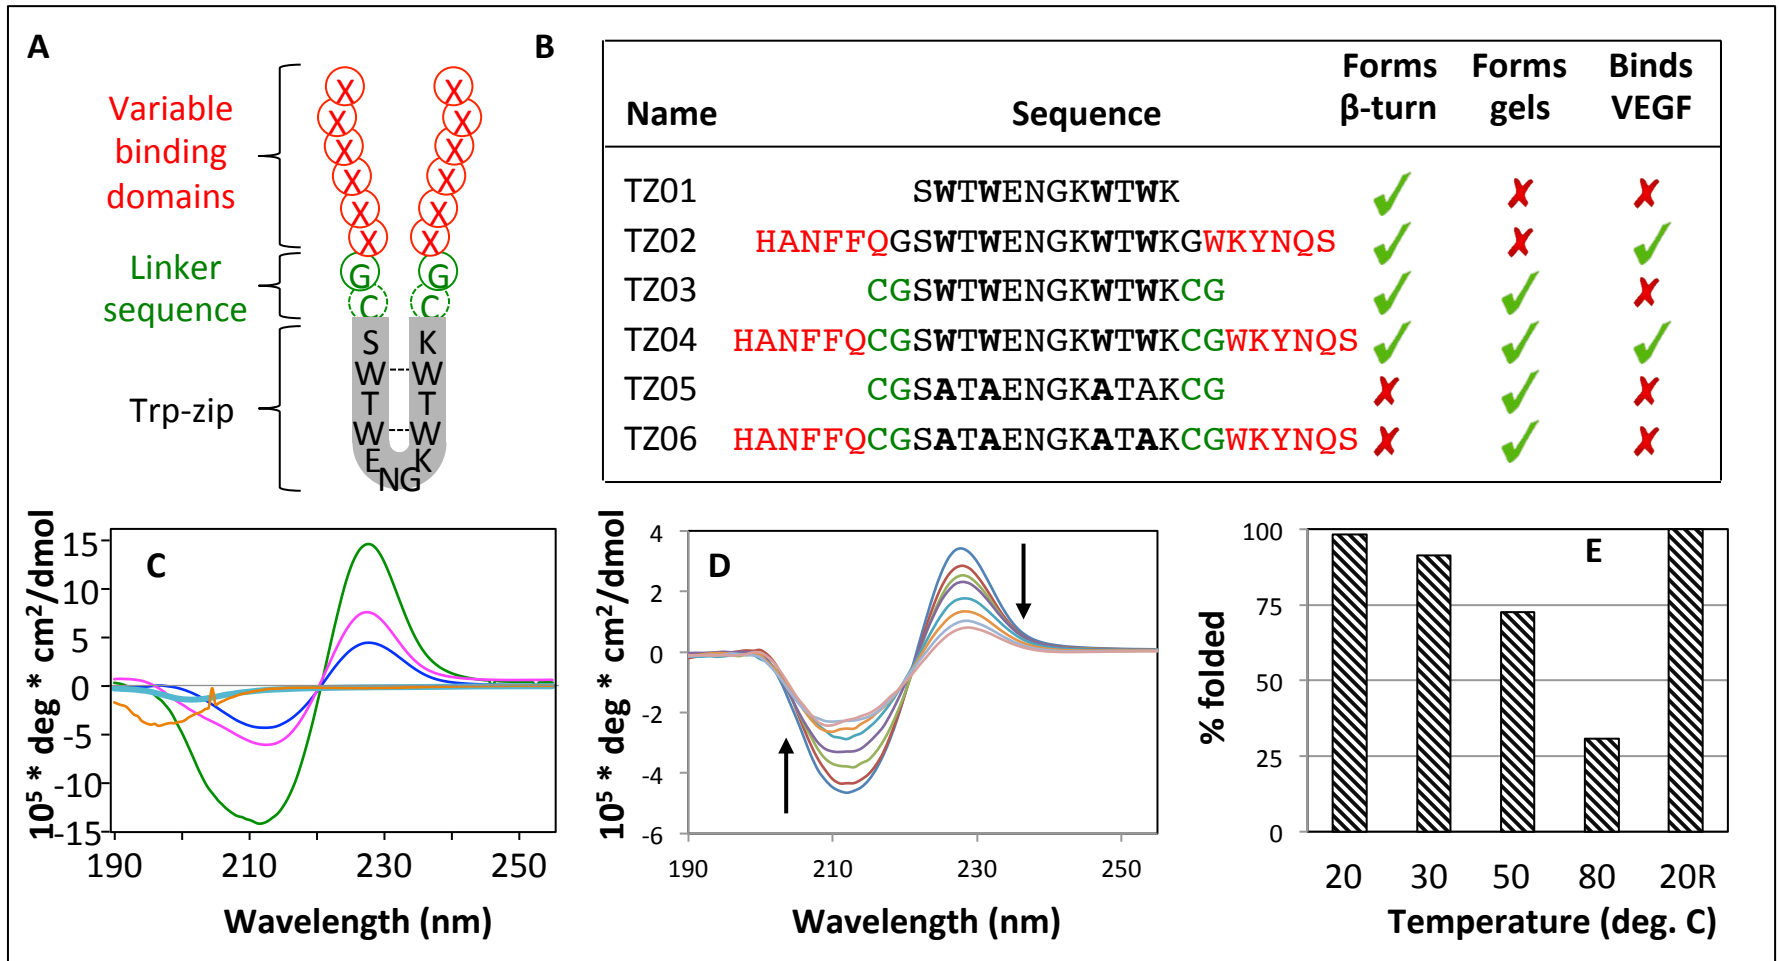 A
Variable
binding
domains
X X
X X
X X
X X
X X
X X
Linker
sequence
G G
C C
Trp-zip
S K
W W
T T
W W
E K
NG
B
Name Sequence Forms β-turn Forms gels Binds VEGF
TZ01 SWTWENGKWTWK ✓ ✗ ✗
TZ02 HANFFQGSWTWENGKWTWKGWKYNQS ✓ ✗ ✓
TZ03 CGSWTWENGKWTWKCG ✓ ✓ ✗
TZ04 HANFFQCGSWTWENGKWTWKCGWKYNQS ✓ ✓ ✓
TZ05 CGSATAENGKATAKCG ✗ ✓ ✗
TZ06 HANFFQCGSATAENGKATAKCGWKYNQS ✗ ✓ ✗
C
10⁵ * deg * cm²/dmol
15
10
5
0
-5
-10
-15
190 210 230 250
Wavelength (nm)
D
10⁵ * deg * cm²/dmol
4
2
0
-2
-4
-6
190 210 230 250
Wavelength (nm)
E
% folded
100
75
50
25
0
20 30 50 80 20R
Temperature (deg. C)